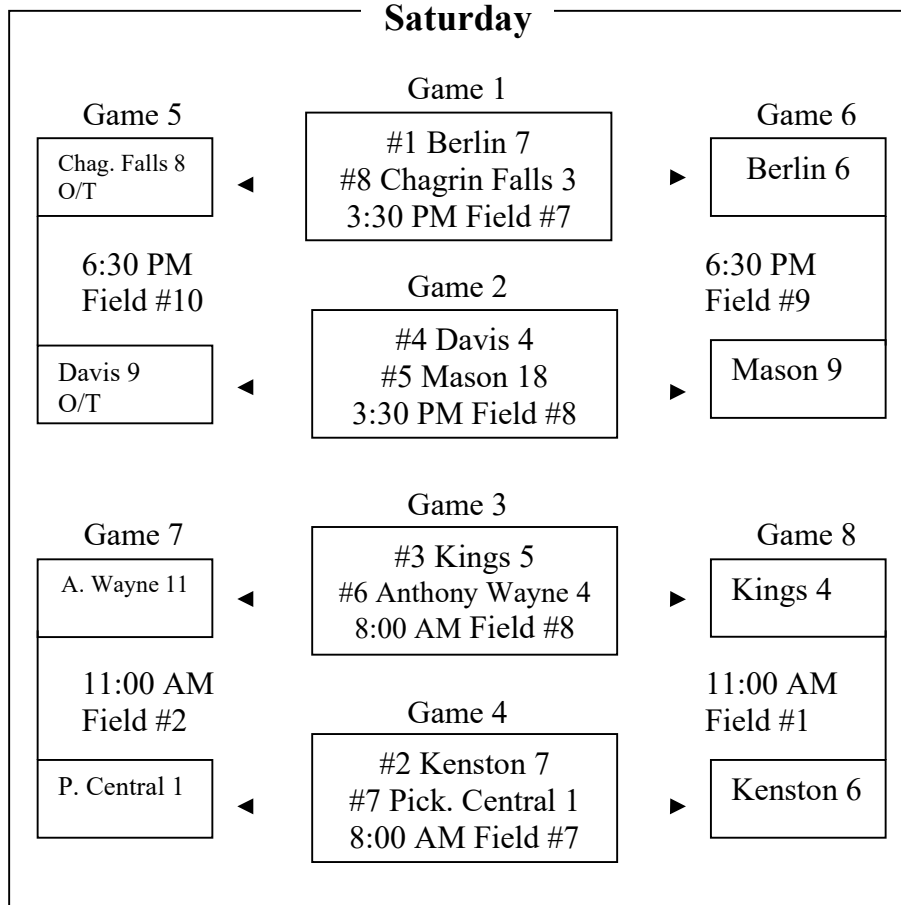 Saturday
Game 1
#1 Berlin 7
#8 Chagrin Falls 3
3:30 PM Field #7
Game 5
Chag. Falls 8
O/T
6:30 PM
Field #10
Davis 9
O/T
Game 6
Berlin 6
6:30 PM
Field #9
Mason 9
Game 2
#4 Davis 4
#5 Mason 18
3:30 PM Field #8
Game 3
#3 Kings 5
#6 Anthony Wayne 4
8:00 AM Field #8
Game 7
A. Wayne 11
11:00 AM
Field #2
P. Central 1
Game 8
Kings 4
11:00 AM
Field #1
Kenston 6
Game 4
#2 Kenston 7
#7 Pick. Central 1
8:00 AM Field #7